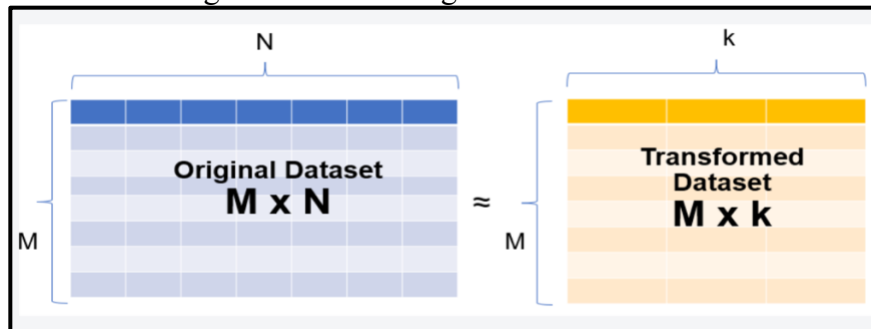 N
k
Original Dataset
M x N
Transformed
Dataset
M x k
≈
M
M